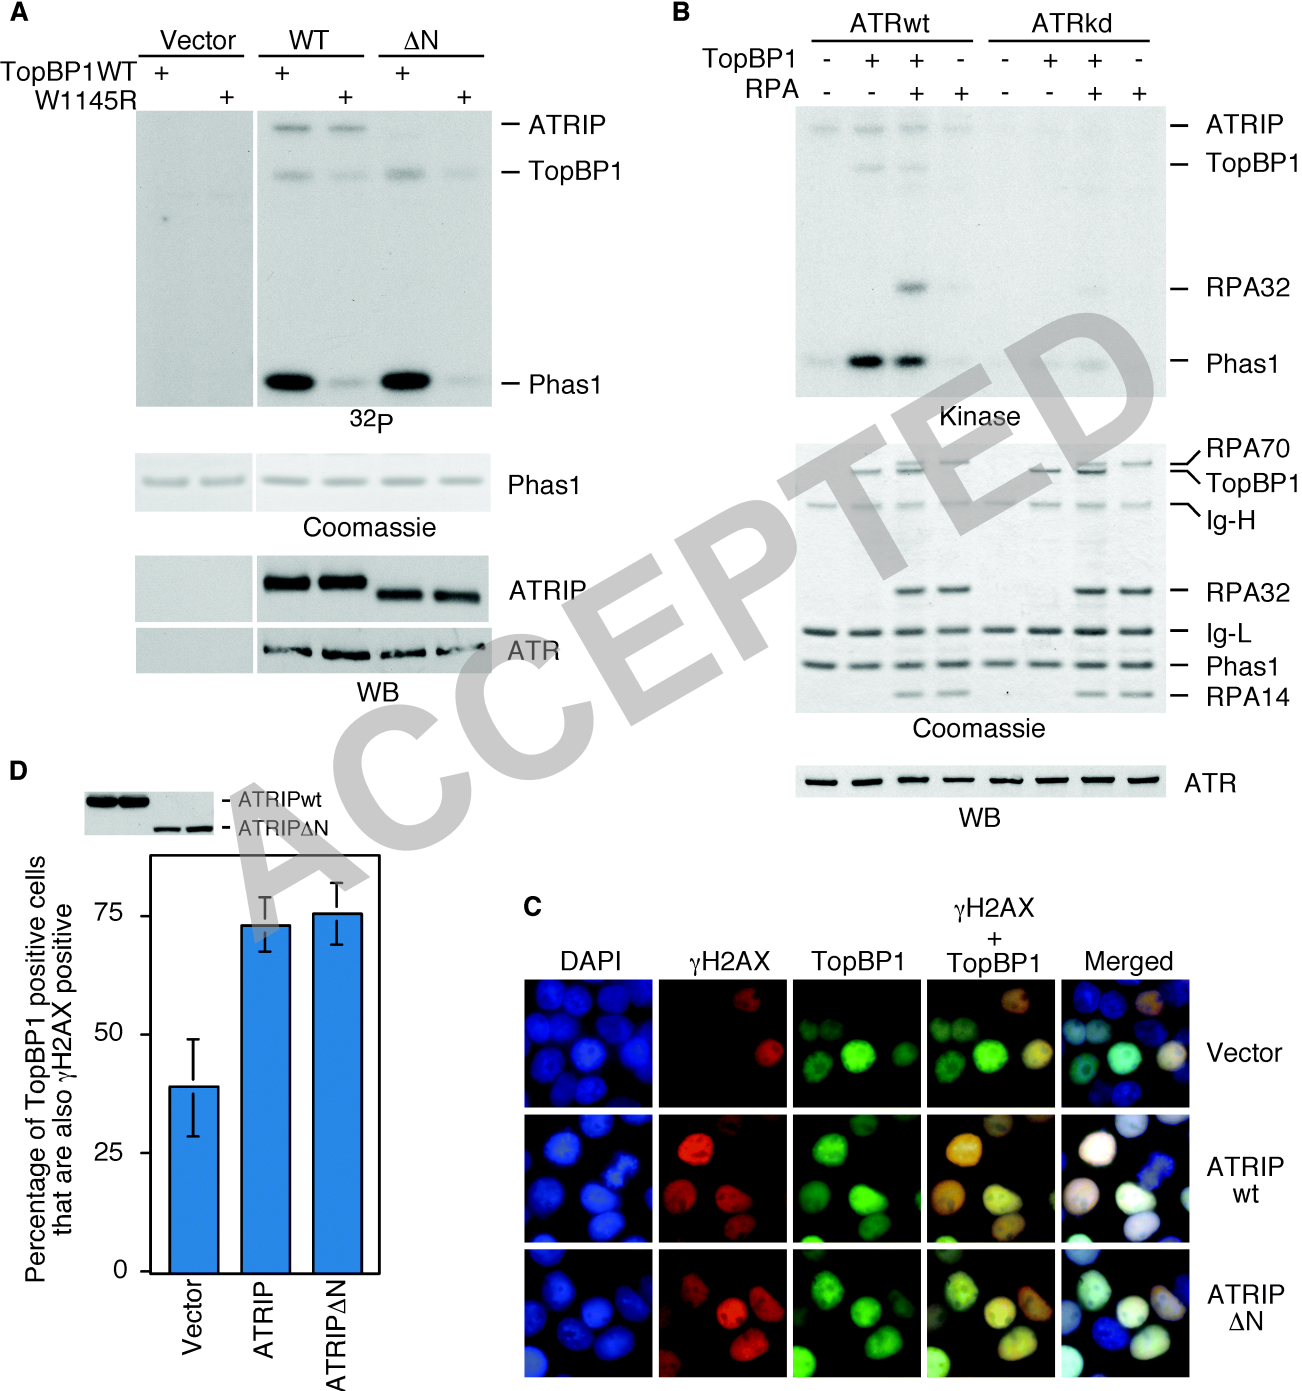 A
Vector WT ΔN
TopBP1WT + + +
W1145R + + +
ATRIP
TopBP1
Phas1
32P
Phas1
Coomassie
ATRIP
ATR
WB
B
ATRwt ATRkd
TopBP1 - + + - - + + -
RPA - - + + - - + +
ATRIP
TopBP1
RPA32
Phas1
Kinase
RPA70
TopBP1
Ig-H
RPA32
Ig-L
Phas1
RPA14
Coomassie
ATR
WB
ACCEPTED
D
ATRIPwt
ATRIPΔN
Percentage of TopBP1 positive cells
that are also γH2AX positive
75
50
25
0
Vector
ATRIP
ATRIPΔN
C
γH2AX
+
DAPI γH2AX TopBP1 TopBP1 Merged
Vector
ATRIP
wt
ATRIP
ΔN